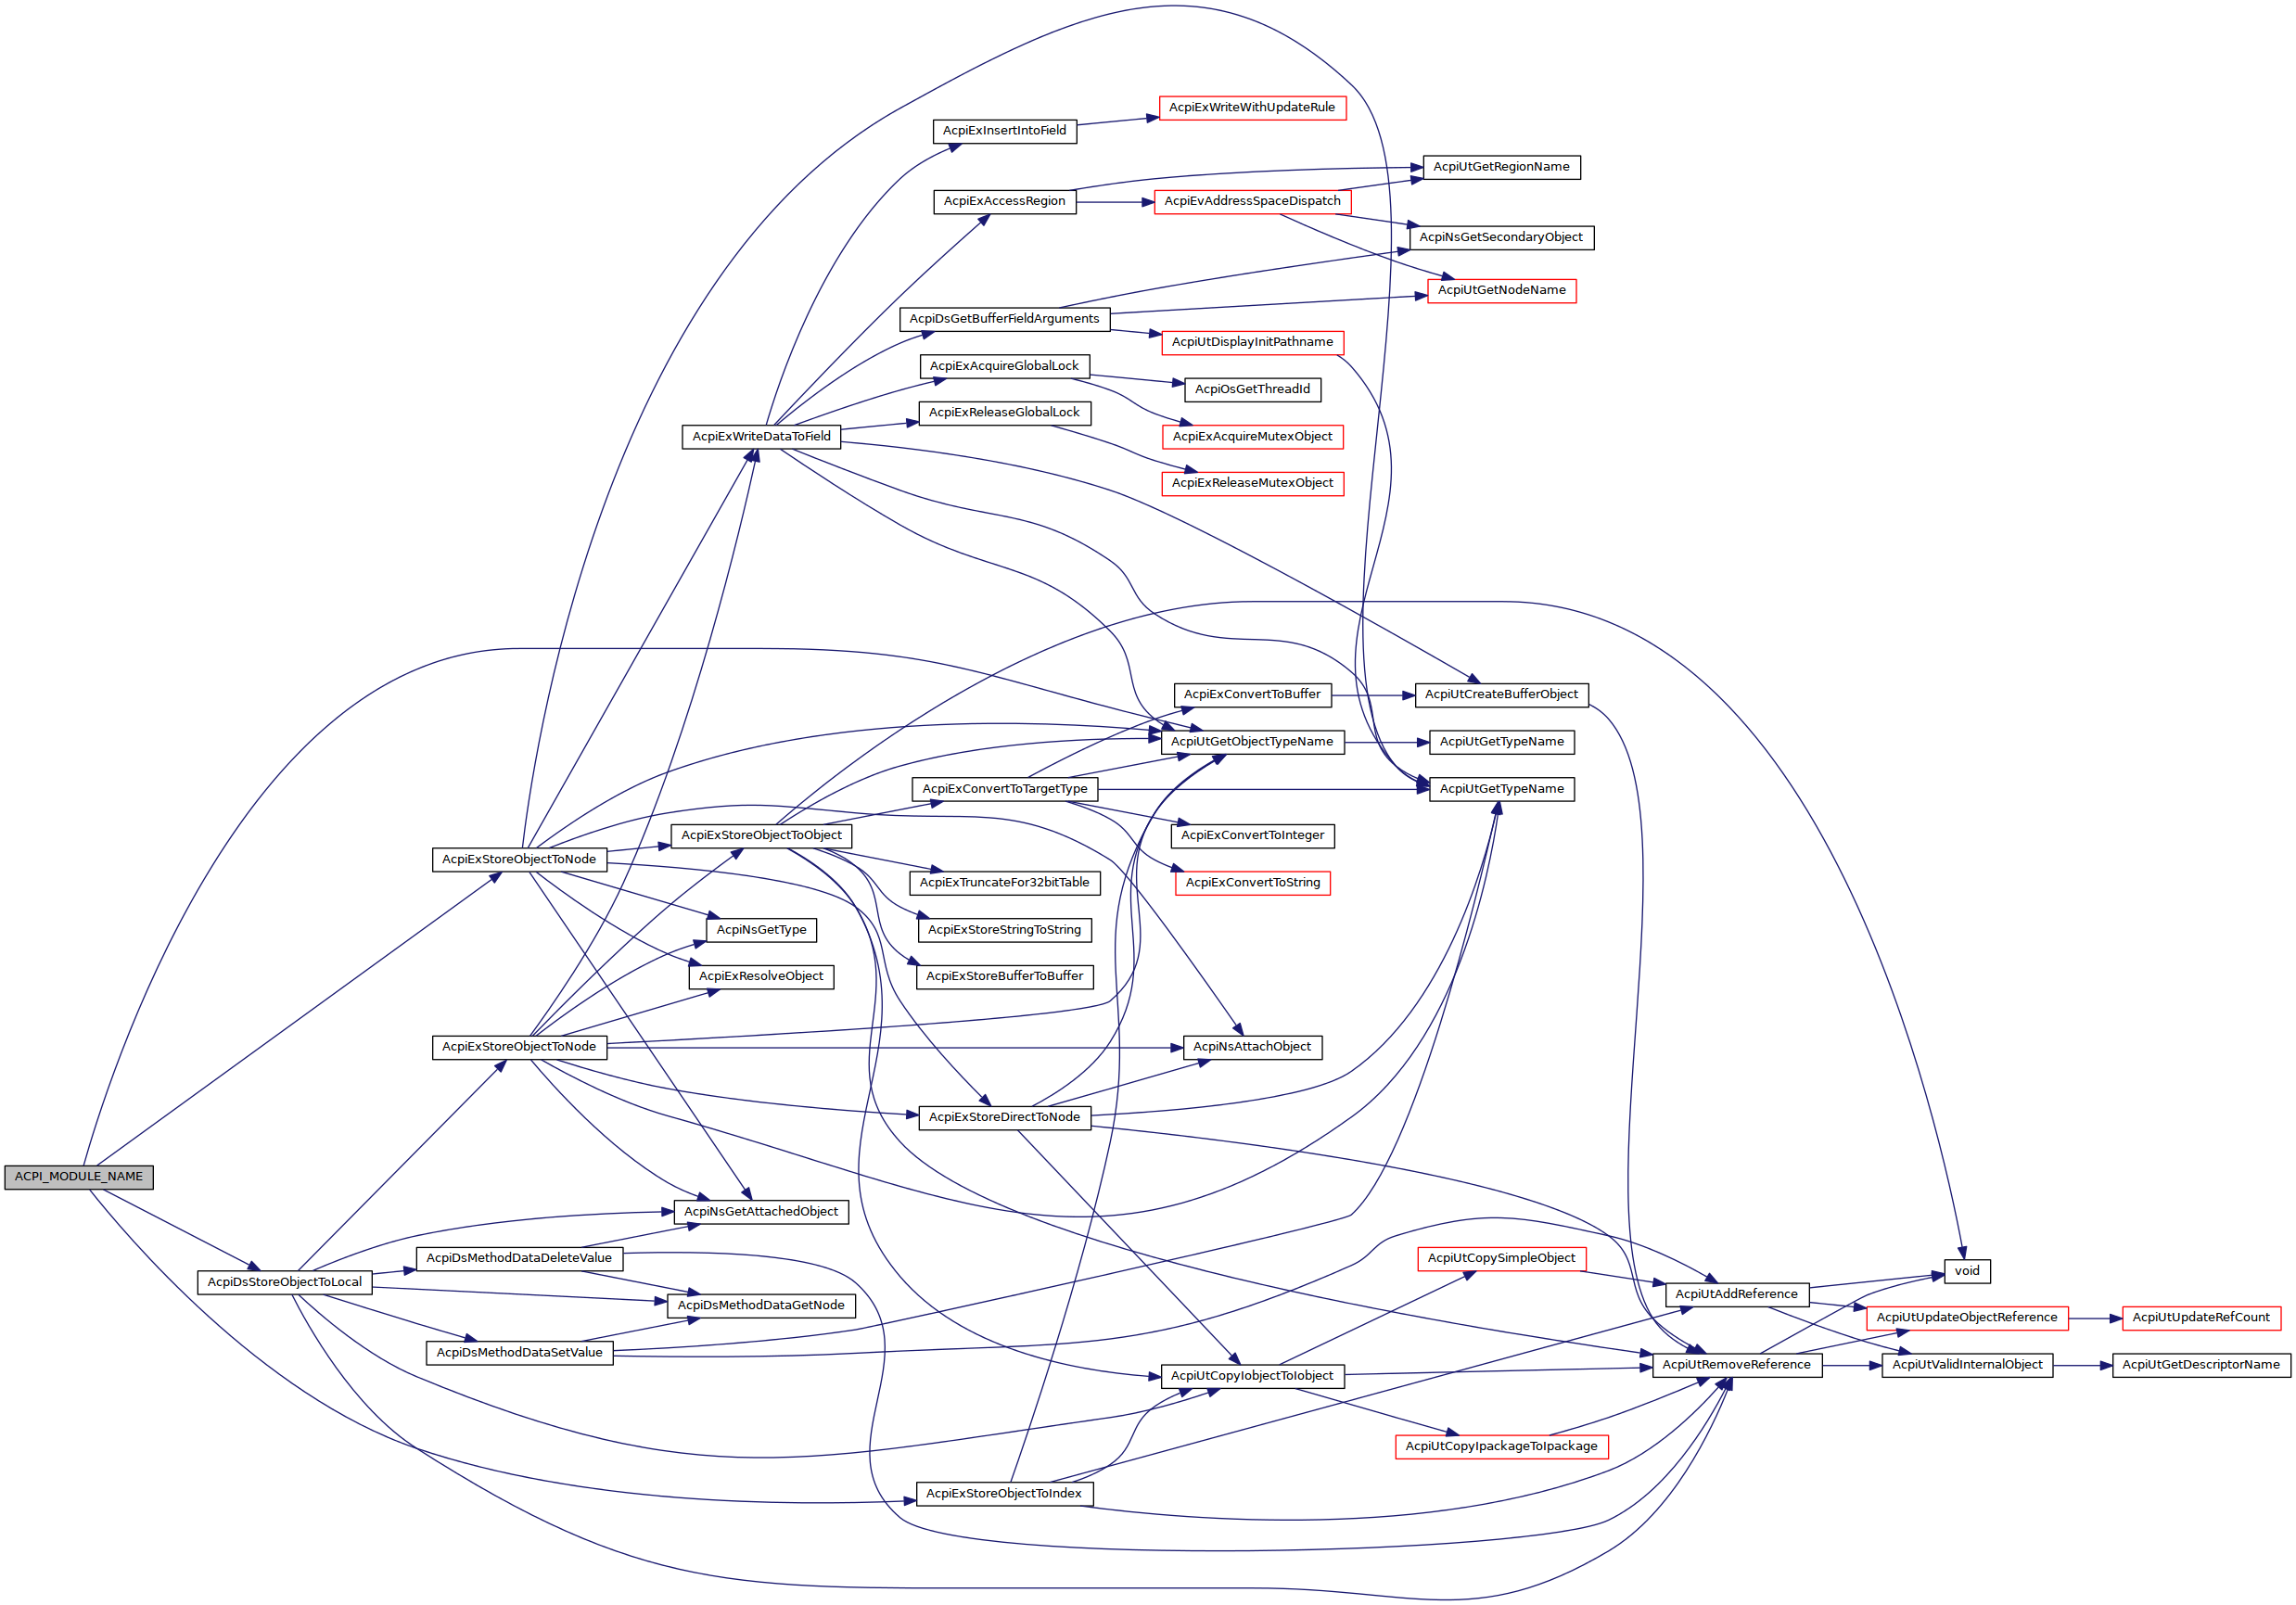 AcpiExWriteWithUpdateRule
AcpiExInsertIntoField
AcpiUtGetRegionName
AcpiExAccessRegion
AcpiEvAddressSpaceDispatch
AcpiNsGetSecondaryObject
AcpiUtGetNodeName
AcpiDsGetBufferFieldArguments
AcpiUtDisplayInitPathname
AcpiExAcquireGlobalLock
AcpiOsGetThreadId
AcpiExReleaseGlobalLock
AcpiExWriteDataToField
AcpiExAcquireMutexObject
AcpiExReleaseMutexObject
AcpiExConvertToBuffer
AcpiUtCreateBufferObject
AcpiUtGetObjectTypeName
AcpiUtGetTypeName
AcpiExConvertToTargetType
AcpiUtGetTypeName
AcpiExStoreObjectToObject
AcpiExConvertToInteger
AcpiExStoreObjectToNode
AcpiExTruncateFor32bitTable
AcpiExConvertToString
AcpiNsGetType
AcpiExStoreStringToString
AcpiExResolveObject
AcpiExStoreBufferToBuffer
AcpiExStoreObjectToNode
AcpiNsAttachObject
AcpiExStoreDirectToNode
ACPI_MODULE_NAME
AcpiNsGetAttachedObject
AcpiDsMethodDataDeleteValue
AcpiUtCopySimpleObject
void
AcpiDsStoreObjectToLocal
AcpiUtAddReference
AcpiDsMethodDataGetNode
AcpiUtUpdateObjectReference
AcpiUtUpdateRefCount
AcpiDsMethodDataSetValue
AcpiUtRemoveReference
AcpiUtValidInternalObject
AcpiUtGetDescriptorName
AcpiUtCopyIobjectToIobject
AcpiUtCopyIpackageToIpackage
AcpiExStoreObjectToIndex